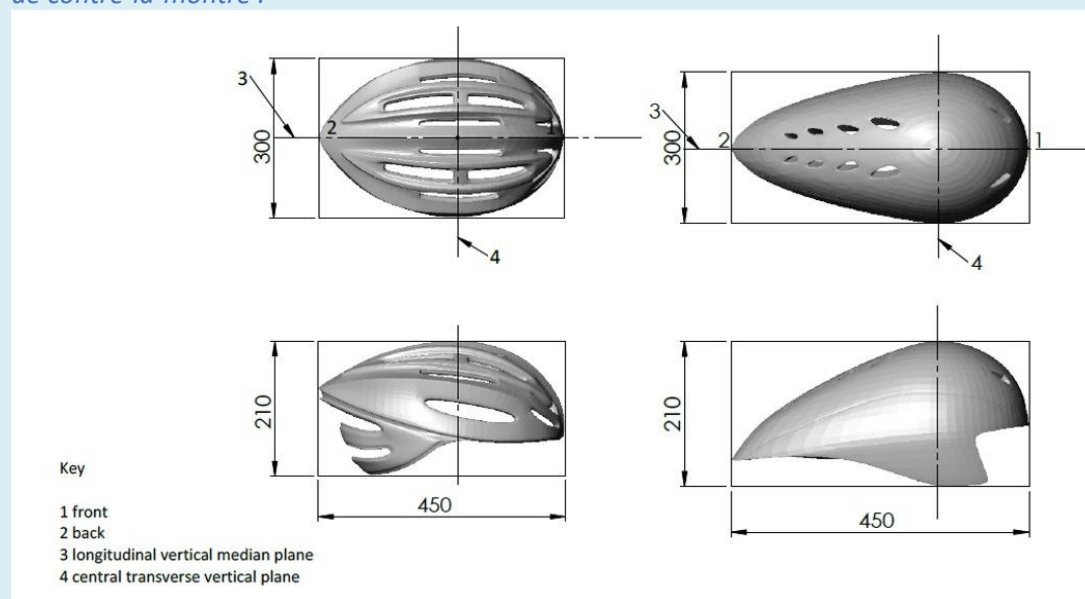 de contre-la-montre :
3
2
1
300
4
3
2
1
300
4
210
450
210
450
Key
1 front
2 back
3 longitudinal vertical median plane
4 central transverse vertical plane